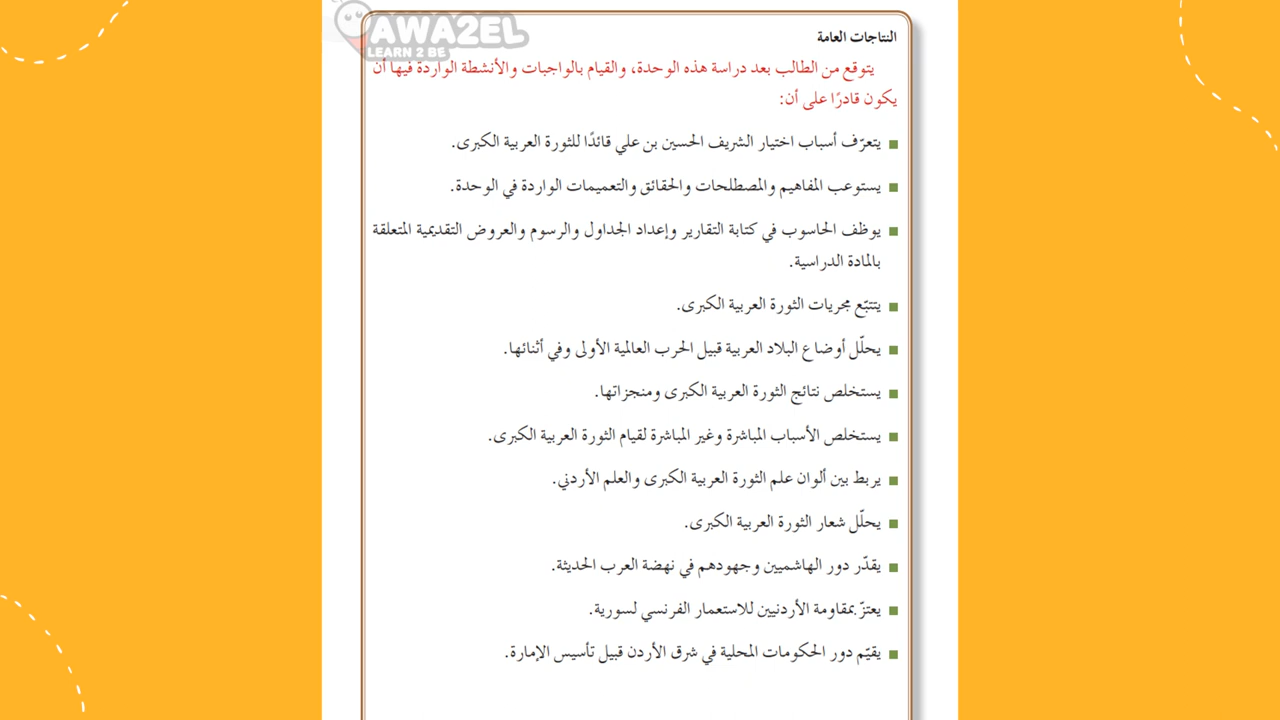 AWA2EL
LEARN 2 BE
النتاجات العامة
يتوقع من الطالب بعد دراسة هذه الوحدة، والقيام بالواجبات والأنشطة الواردة فيها أن
يكون قادرًا على أن:
يتعرّف أسباب اختيار الشريف الحسين بن علي قائدًا للثورة العربية الكبرى.
يستوعب المفاهيم والمصطلحات والحقائق والتعميمات الواردة في الوحدة.
يوظف الحاسوب في كتابة التقارير وإعداد الجداول والرسوم والعروض التقديمية المتعلقة
بالمادة الدراسية.
يتتبّع مجريات الثورة العربية الكبرى.
يحلّل أوضاع البلاد العربية قبيل الحرب العالمية الأولى وفي أثنائها.
يستخلص نتائج الثورة العربية الكبرى ومنجزاتها.
يستخلص الأسباب المباشرة وغير المباشرة لقيام الثورة العربية الكبرى.
يربط بين ألوان علم الثورة العربية الكبرى والعلم الأردني.
يحلّل شعار الثورة العربية الكبرى.
يقدّر دور الهاشميين وجهودهم في نهضة العرب الحديثة.
يعتزّ بمقاومة الأردنيين للاستعمار الفرنسي لسورية.
يقيّم دور الحكومات المحلية في شرق الأردن قبيل تأسيس الإمارة.